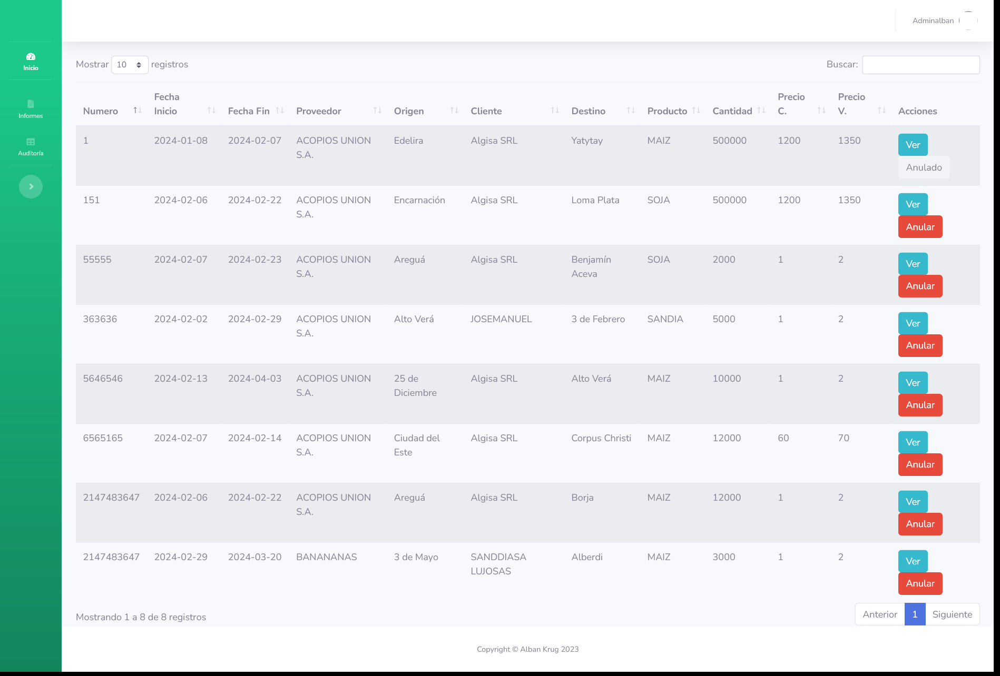 Adminalban
Inicio
Informes
Auditoría
Mostrar 10 registros
Buscar:
Numero Fecha Inicio Fecha Fin Proveedor Origen Cliente Destino Producto Cantidad Precio C. Precio V. Acciones
1 2024-01-08 2024-02-07 ACOPIOS UNION S.A. Edelira Algisa SRL Yatytay MAIZ 500000 1200 1350 Ver
Anulado
151 2024-02-06 2024-02-22 ACOPIOS UNION S.A. Encarnación Algisa SRL Loma Plata SOJA 500000 1200 1350 Ver
Anular
55555 2024-02-07 2024-02-23 ACOPIOS UNION S.A. Areguá Algisa SRL Benjamín Aceva SOJA 2000 1 2 Ver
Anular
363636 2024-02-02 2024-02-29 ACOPIOS UNION S.A. Alto Verá JOSEMANUEL 3 de Febrero SANDIA 5000 1 2 Ver
Anular
5646546 2024-02-13 2024-04-03 ACOPIOS UNION S.A. 25 de Diciembre Algisa SRL Alto Verá MAIZ 10000 1 2 Ver
Anular
6565165 2024-02-07 2024-02-14 ACOPIOS UNION S.A. Ciudad del Este Algisa SRL Corpus Christi MAIZ 12000 60 70 Ver
Anular
2147483647 2024-02-06 2024-02-22 ACOPIOS UNION S.A. Areguá Algisa SRL Borja MAIZ 12000 1 2 Ver
Anular
2147483647 2024-02-29 2024-03-20 BANANANAS 3 de Mayo SANDDIASA LUJOSAS Alberdi MAIZ 3000 1 2 Ver
Anular
Mostrando 1 a 8 de 8 registros
Anterior 1 Siguiente
Copyright © Alban Krug 2023